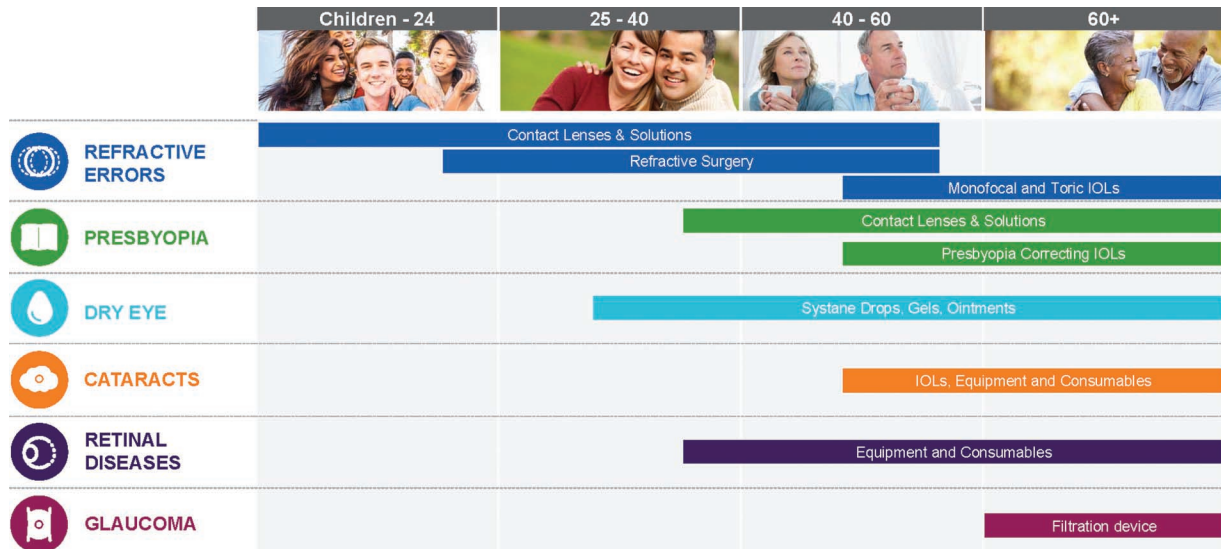 Children - 24
25 - 40
40 - 60
60+
REFRACTIVE
ERRORS
Contact Lenses & Solutions
Refractive Surgery
Monofocal and Toric IOLs
PRESBYOPIA
Contact Lenses & Solutions
Presbyopia Correcting IOLs
DRY EYE
Systane Drops, Gels, Ointments
CATARACTS
IOLs, Equipment and Consumables
RETINAL
DISEASES
Equipment and Consumables
GLAUCOMA
Filtration device